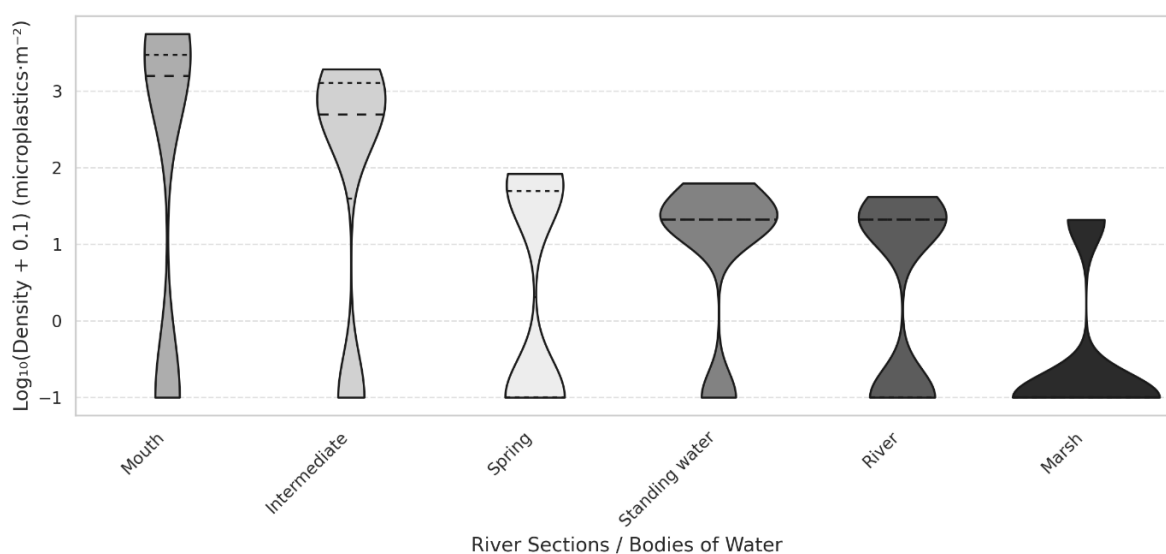 Log₁₀(Density + 0.1) (microplastics·m⁻²)
3
2
1
0
−1
Mouth
Intermediate
Spring
Standing water
River
Marsh
River Sections / Bodies of Water